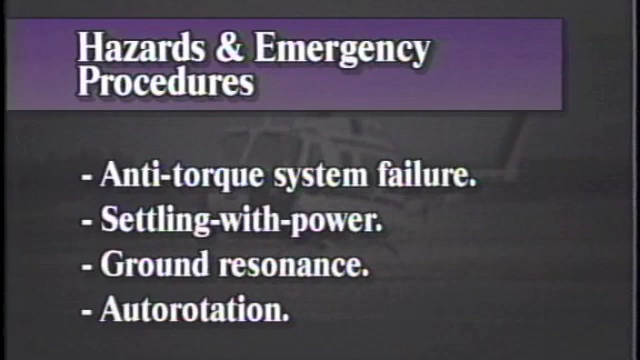 Hazards & Emergency
Procedures
- Anti-torque system failure.
- Settling-with-power.
- Ground resonance.
- Autorotation.